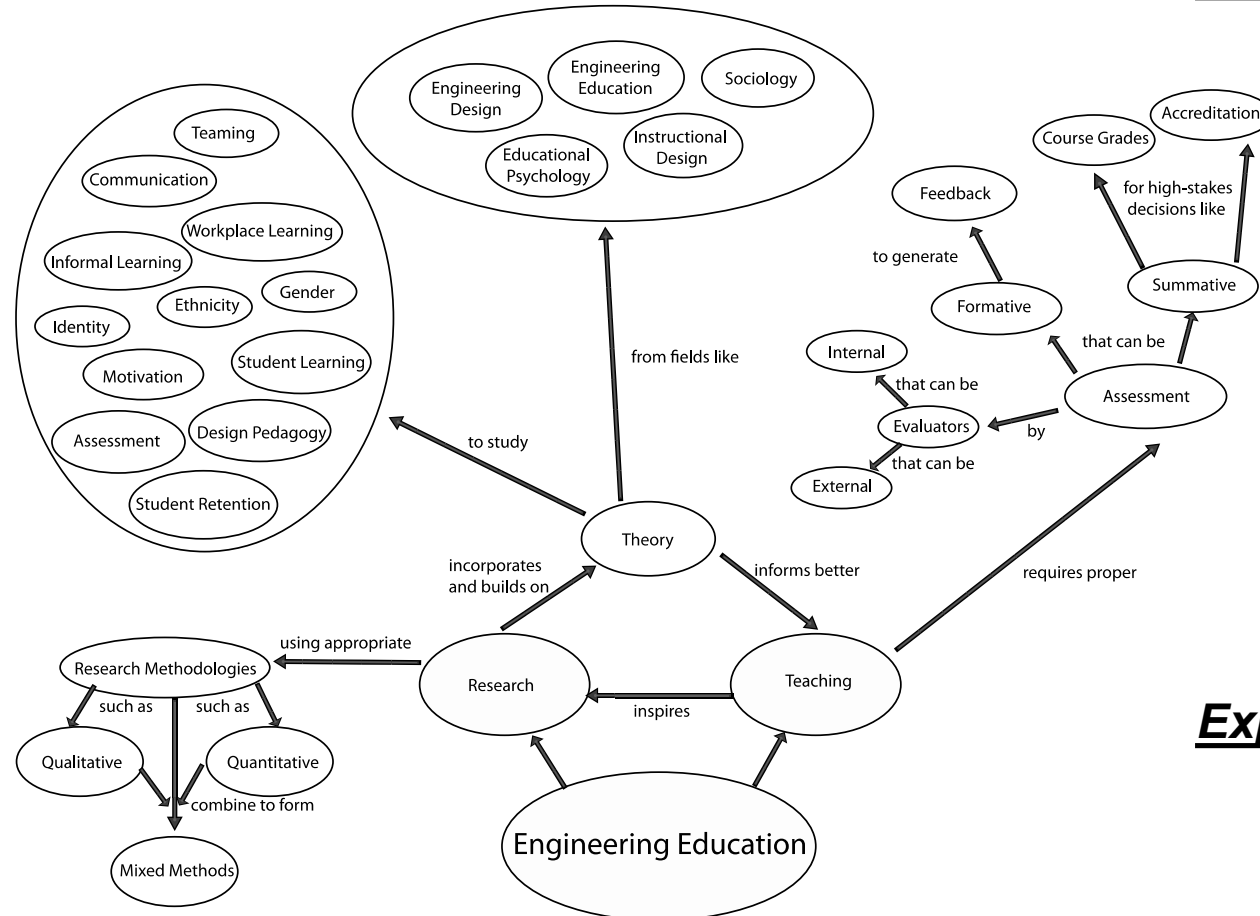 Engineering
Design
Engineering
Education
Sociology
Educational
Psychology
Instructional
Design
Teaming
Communication
Workplace Learning
Informal Learning
Ethnicity
Gender
Identity
Student Learning
Motivation
Assessment
Design Pedagogy
Student Retention
Accreditation
Course Grades
for high-stakes
decisions like
Feedback
to generate
Summative
Formative
that can be
Internal
that can be
Assessment
Evaluators
by
that can be
External
from fields like
to study
Theory
incorporates
and builds on
informs better
requires proper
using appropriate
Research Methodologies
such as
such as
Research
Teaching
inspires
Qualitative
Quantitative
combine to form
Mixed Methods
Engineering Education